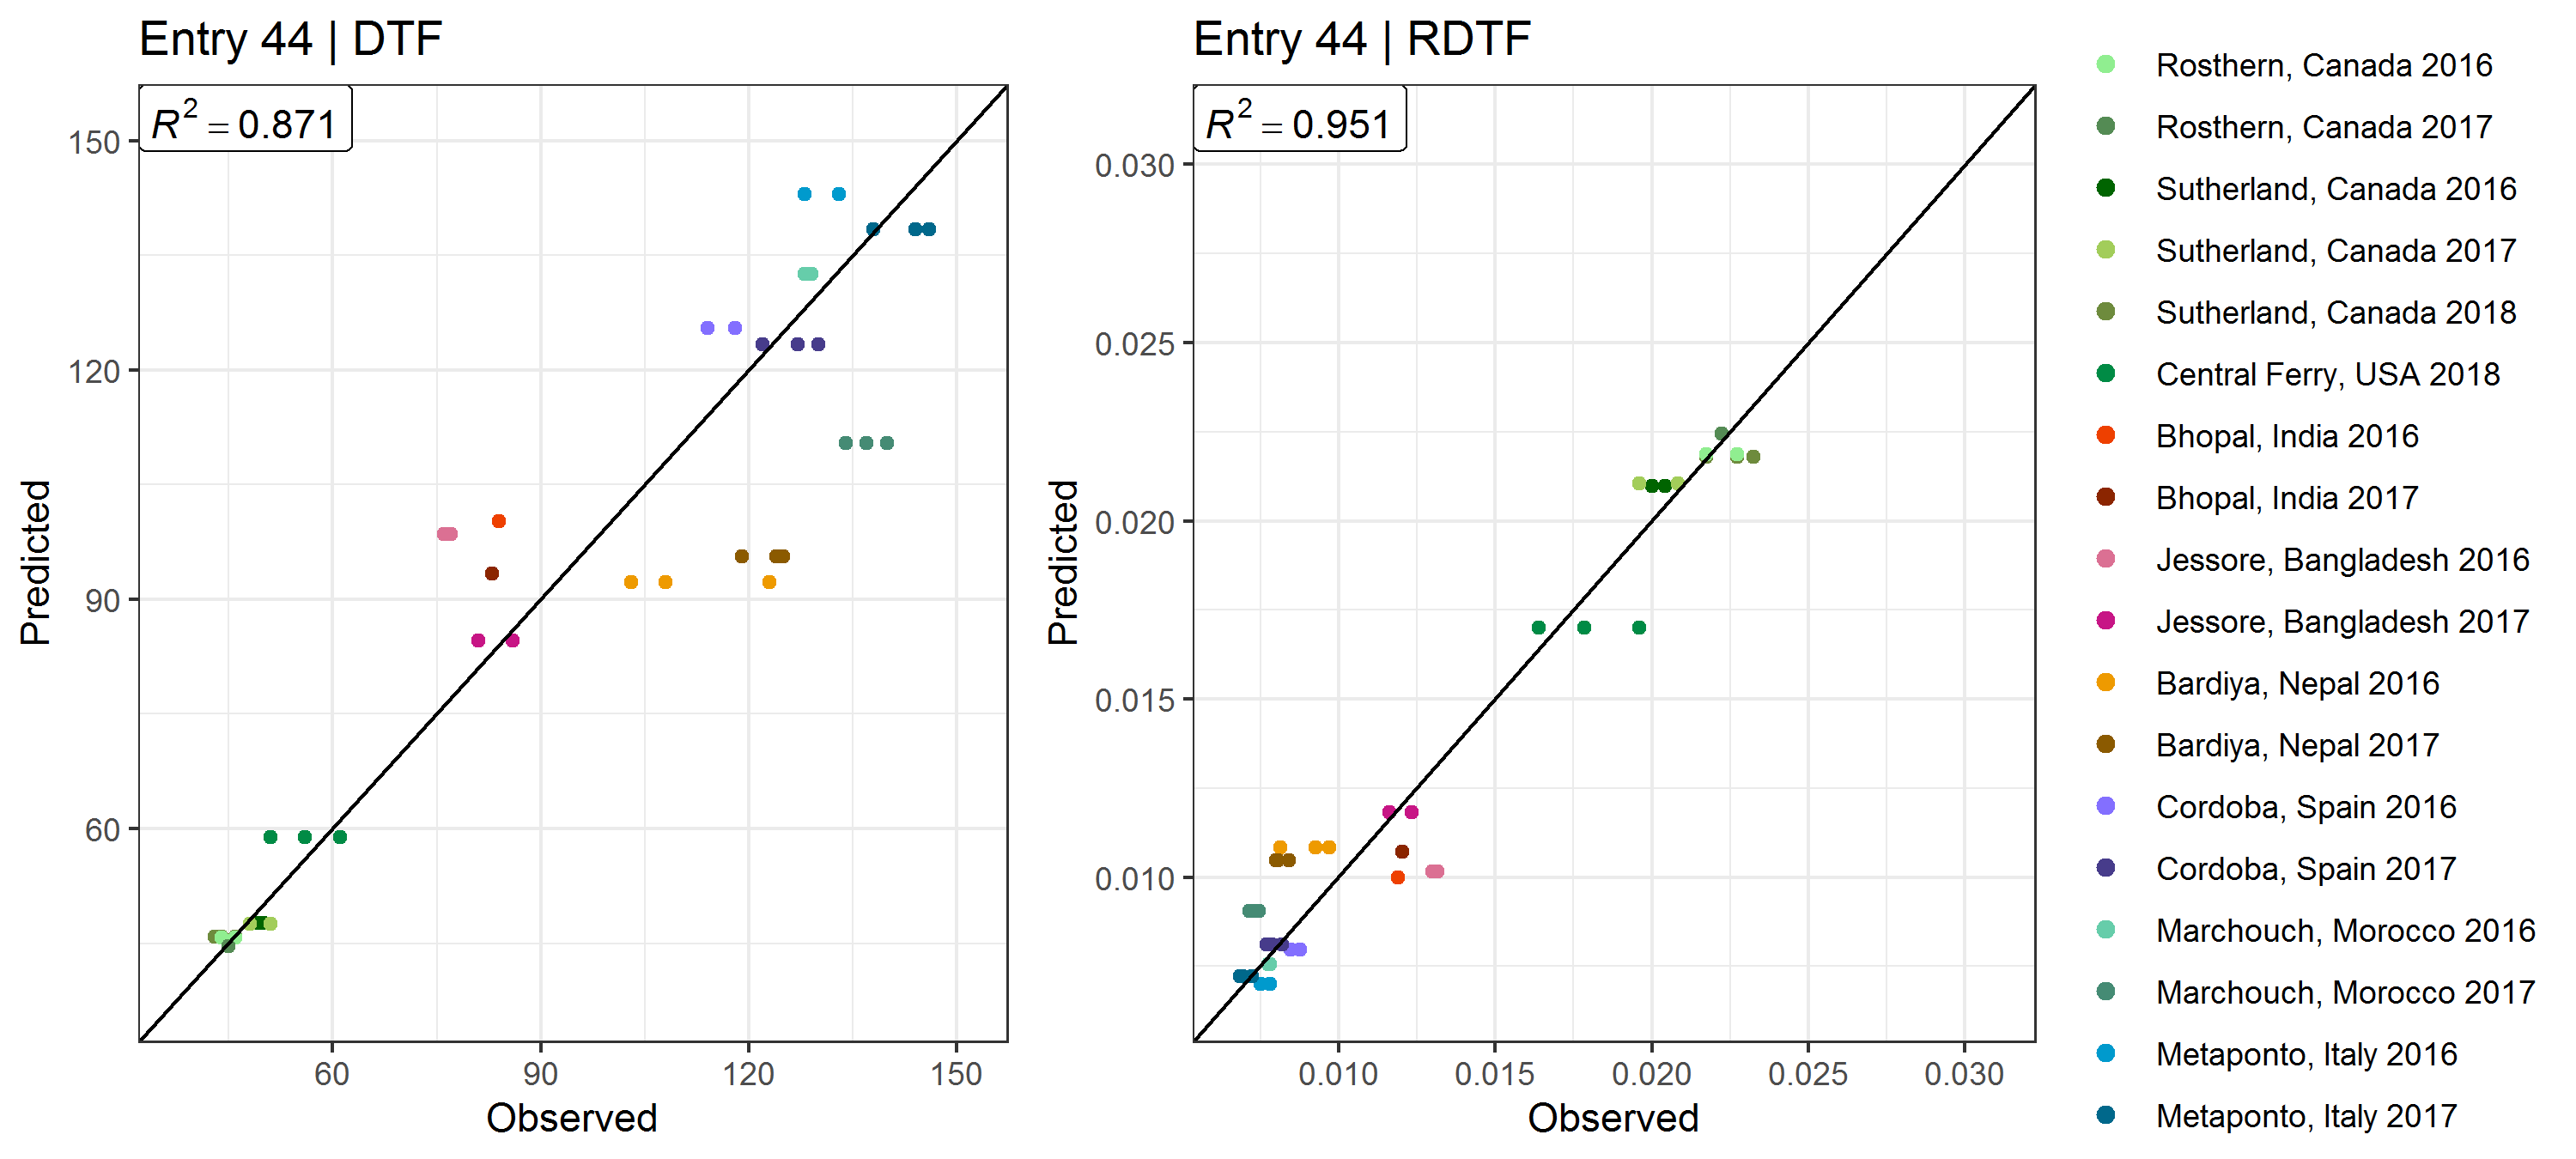 Entry 44 | DTF
R² = 0.871
150
120
90
60
60 90 120 150
Predicted
Observed
Entry 44 | RDTF
R² = 0.951
0.030
0.025
0.020
0.015
0.010
0.010 0.015 0.020 0.025 0.030
Predicted
Observed
Rosthern, Canada 2016
Rosthern, Canada 2017
Sutherland, Canada 2016
Sutherland, Canada 2017
Sutherland, Canada 2018
Central Ferry, USA 2018
Bhopal, India 2016
Bhopal, India 2017
Jessore, Bangladesh 2016
Jessore, Bangladesh 2017
Bardiya, Nepal 2016
Bardiya, Nepal 2017
Cordoba, Spain 2016
Cordoba, Spain 2017
Marchouch, Morocco 2016
Marchouch, Morocco 2017
Metaponto, Italy 2016
Metaponto, Italy 2017